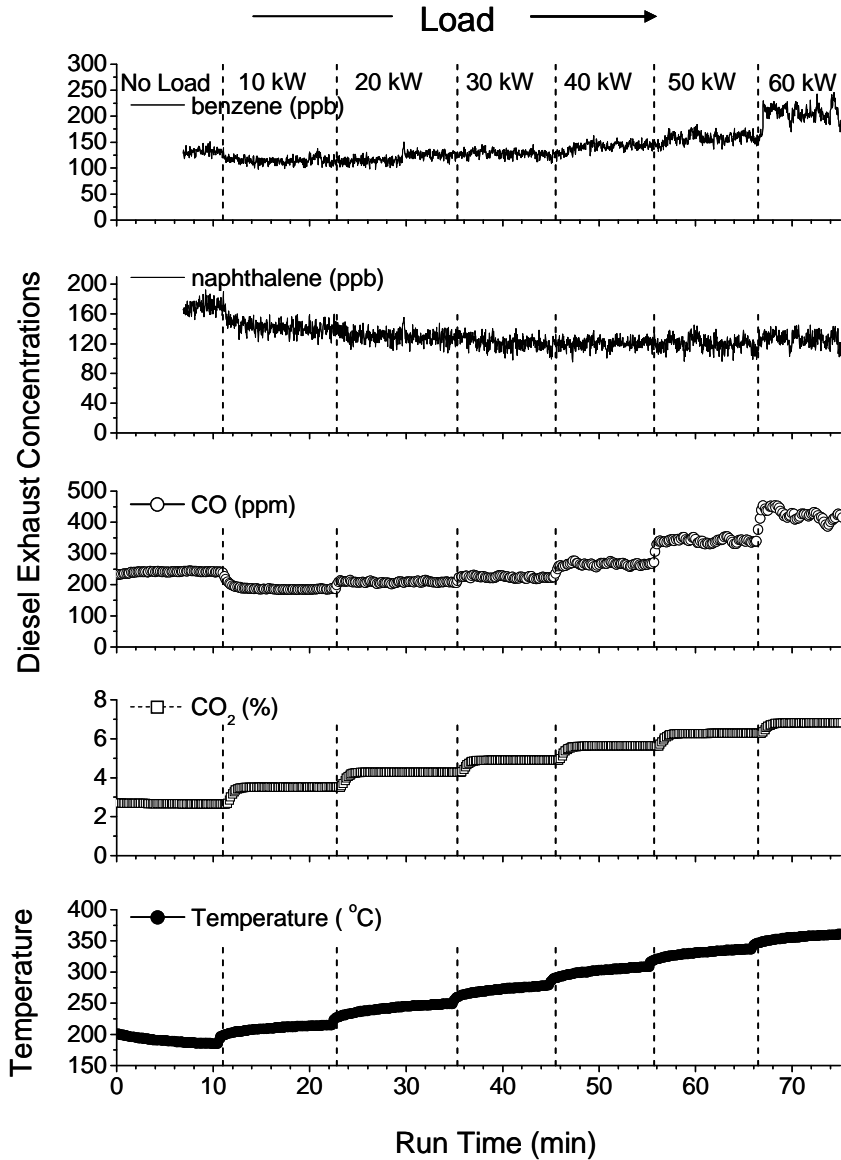 Load
No Load 10 kW 20 kW 30 kW 40 kW 50 kW 60 kW
benzene (ppb)
300
250
200
150
100
50
0
naphthalene (ppb)
200
160
120
80
40
0
CO (ppm)
500
400
300
200
100
0
CO₂ (%)
8
6
4
2
0
Temperature ( °C)
400
350
300
250
200
150
0 10 20 30 40 50 60 70
Run Time (min)
Diesel Exhaust Concentrations
Temperature